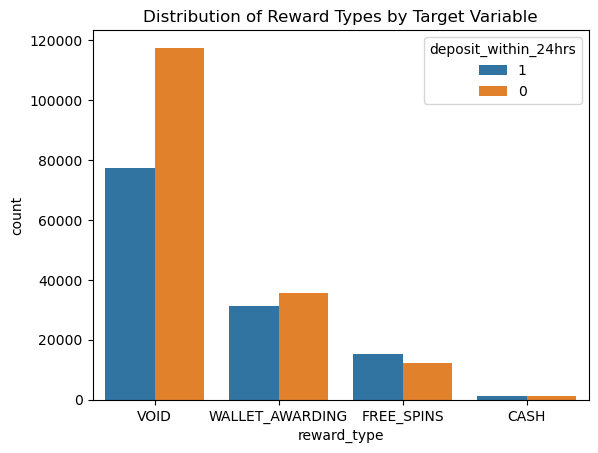 Distribution of Reward Types by Target Variable
deposit_within_24hrs
1
0
120000
100000
80000
60000
40000
20000
0
count
VOID
WALLET_AWARDING
FREE_SPINS
CASH
reward_type